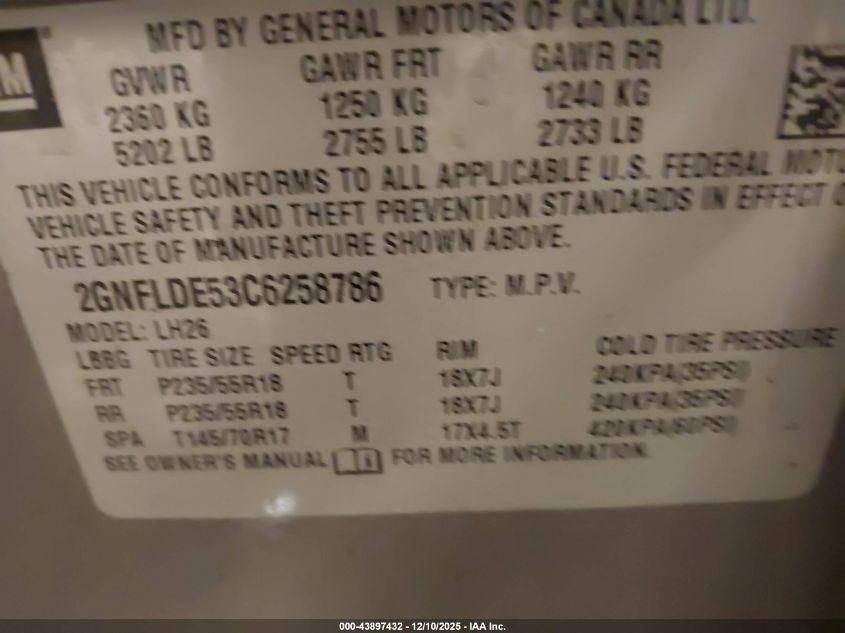 MFD BY GENERAL MOTORS OF CANADA LTD.
GM
GVWR GAWR FRT GAWR RR
2360 KG 1250 KG 1240 KG
5202 LB 2755 LB 2733 LB
THIS VEHICLE CONFORMS TO ALL APPLICABLE U.S. FEDERAL MOTO
VEHICLE SAFETY AND THEFT PREVENTION STANDARDS IN EFFECT O
THE DATE OF MANUFACTURE SHOWN ABOVE.
2GNFLDE53C6258786 TYPE: M.P.V.
MODEL: LH26
LBBG TIRE SIZE SPEED RTG RIM COLD TIRE PRESSURE
FRT P235/55R18 T 18X7J 240KPA(35PSI)
RR P235/55R18 T 18X7J 240KPA(35PSI)
SPA T145/70R17 M 17X4.5T 420KPA(60PSI)
SEE OWNER'S MANUAL i FOR MORE INFORMATION.
000-43897432 - 12/10/2025 - IAA Inc.